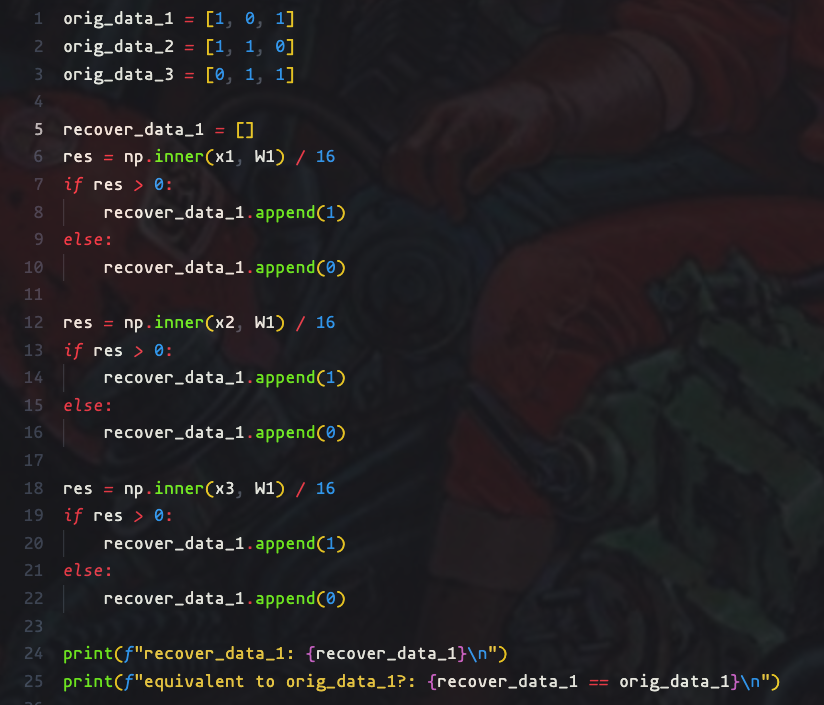 1 orig_data_1 = [1, 0, 1]
2 orig_data_2 = [1, 1, 0]
3 orig_data_3 = [0, 1, 1]
4
5 recover_data_1 = []
6 res = np.inner(x1, W1) / 16
7 if res > 0:
8     recover_data_1.append(1)
9 else:
10     recover_data_1.append(0)
11
12 res = np.inner(x2, W1) / 16
13 if res > 0:
14     recover_data_1.append(1)
15 else:
16     recover_data_1.append(0)
17
18 res = np.inner(x3, W1) / 16
19 if res > 0:
20     recover_data_1.append(1)
21 else:
22     recover_data_1.append(0)
23
24 print(f"recover_data_1: {recover_data_1}\n")
25 print(f"equivalent to orig_data_1?: {recover_data_1 == orig_data_1}\n")